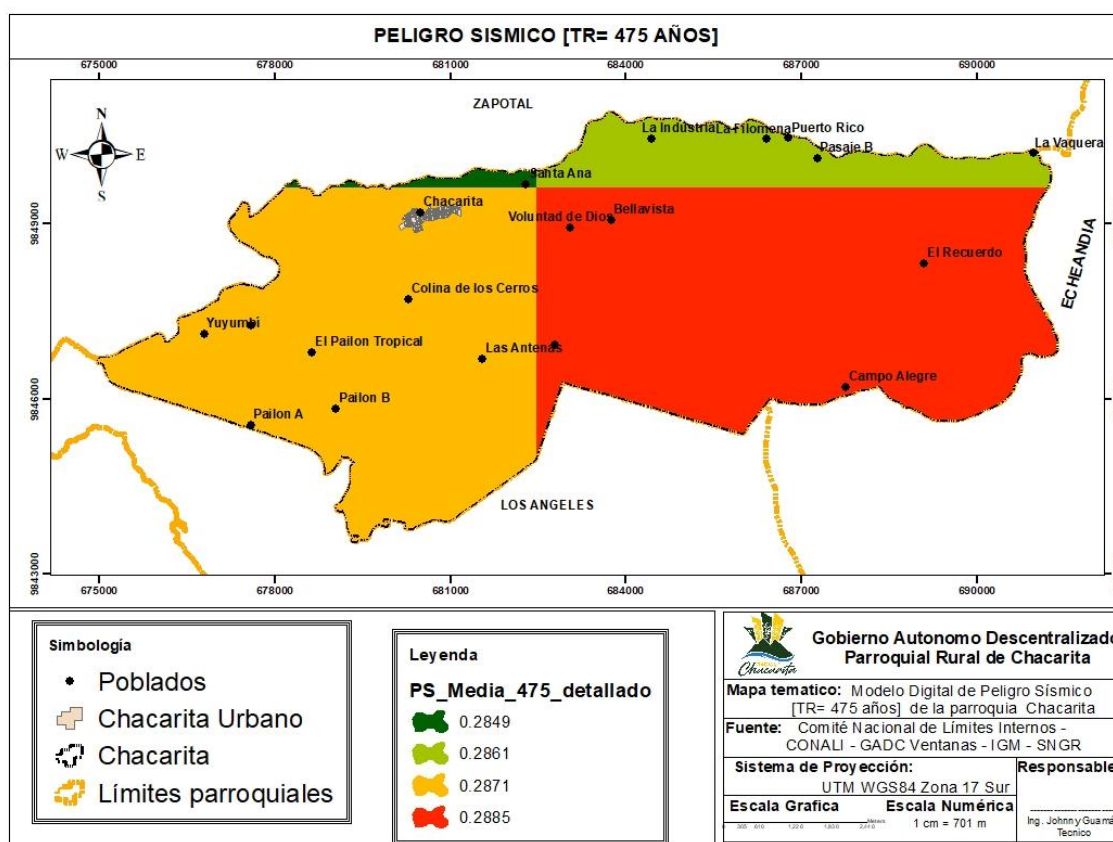 PELIGRO SISMICO [TR= 475 AÑOS]
675000 678000 681000 684000 687000 690000
ZAPOTAL
N
W E
S
La Industria
La Filomena
Puerto Rico
Pasaje B
La Vaquera
Santa Ana
Chacarita
Voluntad de Dios
Bellavista
El Recuerdo
ECHEANDIA
Colina de los Cerros
Yuyumbi
El Pailon Tropical
Las Antenas
Campo Alegre
Pailon A
Pailon B
LOS ANGELES
9849000
9846000
9843000
675000 678000 681000 684000 687000 690000
Simbología
Poblados
Chacarita Urbano
Chacarita
Límites parroquiales
Leyenda
PS_Media_475_detallado
0.2849
0.2861
0.2871
0.2885
Chacarita
Gobierno Autonomo Descentralizado
Parroquial Rural de Chacarita
Mapa tematico: Modelo Digital de Peligro Sísmico
[TR= 475 años] de la parroquia Chacarita
Fuente: Comité Nacional de Límites Internos -
CONALI - GADC Ventanas - IGM - SNGR
Sistema de Proyección:
UTM WGS84 Zona 17 Sur
Responsable
Escala Grafica
Escala Numérica
1 cm = 701 m
Meters
Ing. Johnny Guamá
Tecnico